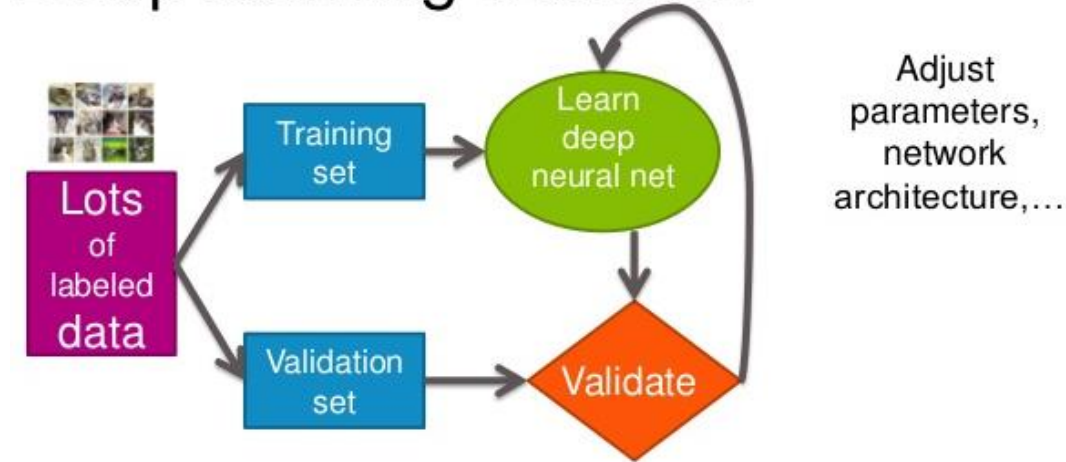 Lots
of
labeled
data
Training
set
Validation
set
Learn
deep
neural net
Validate
Adjust
parameters,
network
architecture,…